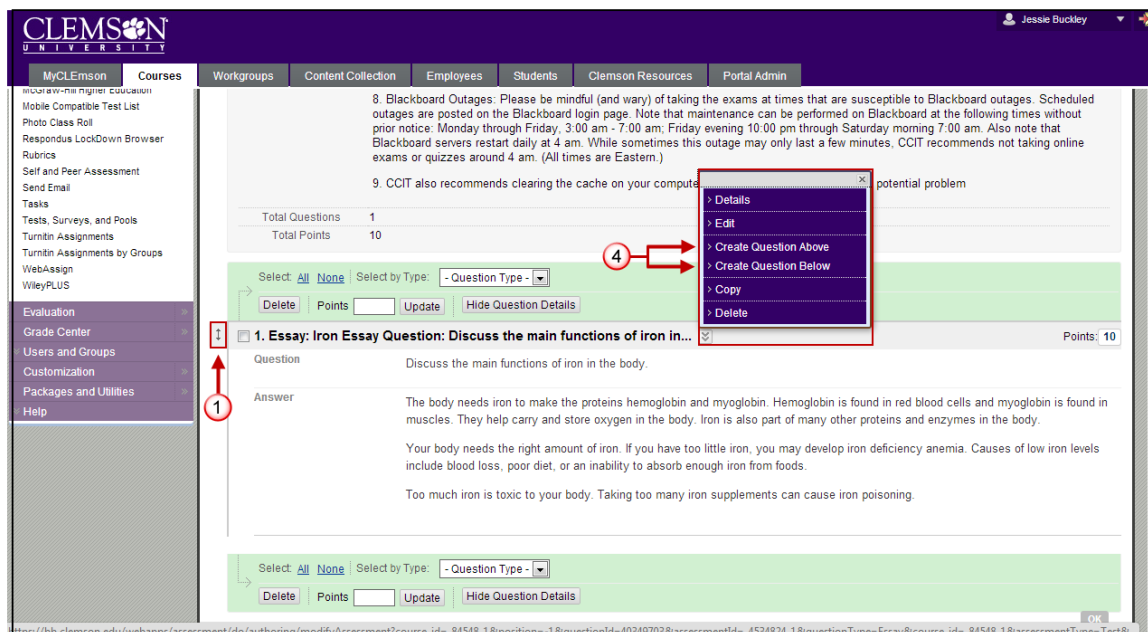 CLEMSON
UNIVERSITY
Jessie Buckley
MyCLEmson
Courses
Workgroups
Content Collection
Employees
Students
Clemson Resources
Portal Admin
McGraw-Hill Higher Education
Mobile Compatible Test List
Photo Class Roll
Respondus LockDown Browser
Rubrics
Self and Peer Assessment
Send Email
Tasks
Tests, Surveys, and Pools
Turnitin Assignments
Turnitin Assignments by Groups
WebAssign
WileyPLUS
Evaluation
Grade Center
Users and Groups
Customization
Packages and Utilities
Help
8. Blackboard Outages: Please be mindful (and wary) of taking the exams at times that are susceptible to Blackboard outages. Scheduled
outages are posted on the Blackboard login page. Note that maintenance can be performed on Blackboard at the following times without
prior notice: Monday through Friday, 3:00 am - 7:00 am; Friday evening 10:00 pm through Saturday morning 7:00 am. Also note that
Blackboard servers restart daily at 4 am. While sometimes this outage may only last a few minutes, CCIT recommends not taking online
exams or quizzes around 4 am. (All times are Eastern.)
9. CCIT also recommends clearing the cache on your compute potential problem
Total Questions 1
Total Points 10
× 
> Details
> Edit
> Create Question Above
> Create Question Below
> Copy
> Delete
4
Select: All None Select by Type: - Question Type -
Delete Points Update Hide Question Details
1. Essay: Iron Essay Question: Discuss the main functions of iron in... Points: 10
1
Question Discuss the main functions of iron in the body.
Answer The body needs iron to make the proteins hemoglobin and myoglobin. Hemoglobin is found in red blood cells and myoglobin is found in
muscles. They help carry and store oxygen in the body. Iron is also part of many other proteins and enzymes in the body.
Your body needs the right amount of iron. If you have too little iron, you may develop iron deficiency anemia. Causes of low iron levels
include blood loss, poor diet, or an inability to absorb enough iron from foods.
Too much iron is toxic to your body. Taking too many iron supplements can cause iron poisoning.
Select: All None Select by Type: - Question Type -
Delete Points Update Hide Question Details
OK